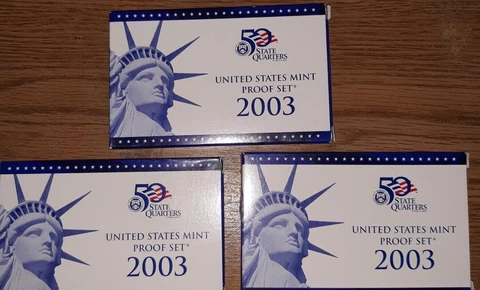 50
STATE
QUARTERS
UNITED STATES MINT
PROOF SET®
2003
50
STATE
QUARTERS
UNITED STATES MINT
PROOF SET®
2003
50
STATE
QUARTERS
UNITED STATES MINT
PROOF SET®
2003